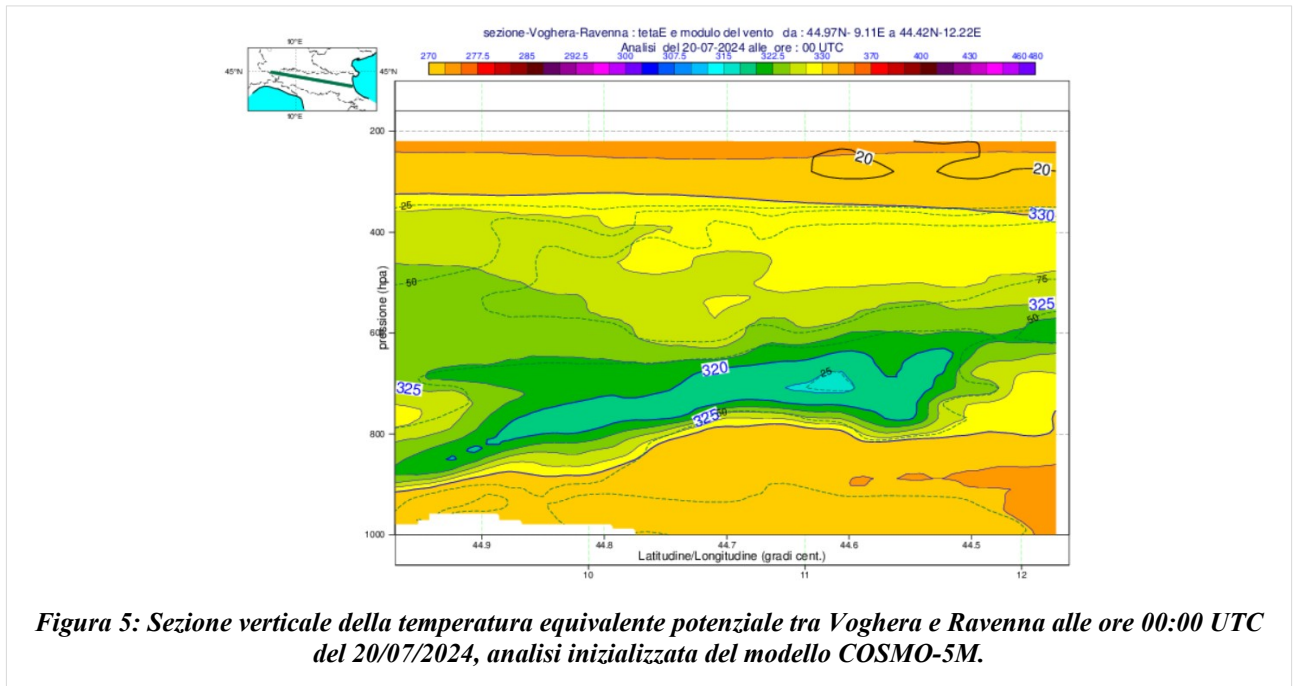 sezione-Voghera-Ravenna : tetaE e modulo del vento da : 44.97N- 9.11E a 44.42N-12.22E
Analisi del 20-07-2024 alle ore : 00 UTC
270 277.5 285 292.5 300 307.5 315 322.5 330 370 400 430 460 480
10°E
45°N 45°N
10°E
200
20
20
25
330
400
pressione (hpa)
50
75
325
50
600
320
25
325
325
50
800
1000
44.9 44.8 44.7 44.6 44.5
Latitudine/Longitudine (gradi cent.)
10 11 12
Figura 5: Sezione verticale della temperatura equivalente potenziale tra Voghera e Ravenna alle ore 00:00 UTC
del 20/07/2024, analisi inizializzata del modello COSMO-5M.